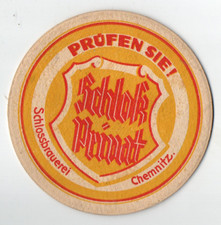 PRÜFEN SIE!
Schloß
Privat
Schlossbrauerei
Chemnitz.